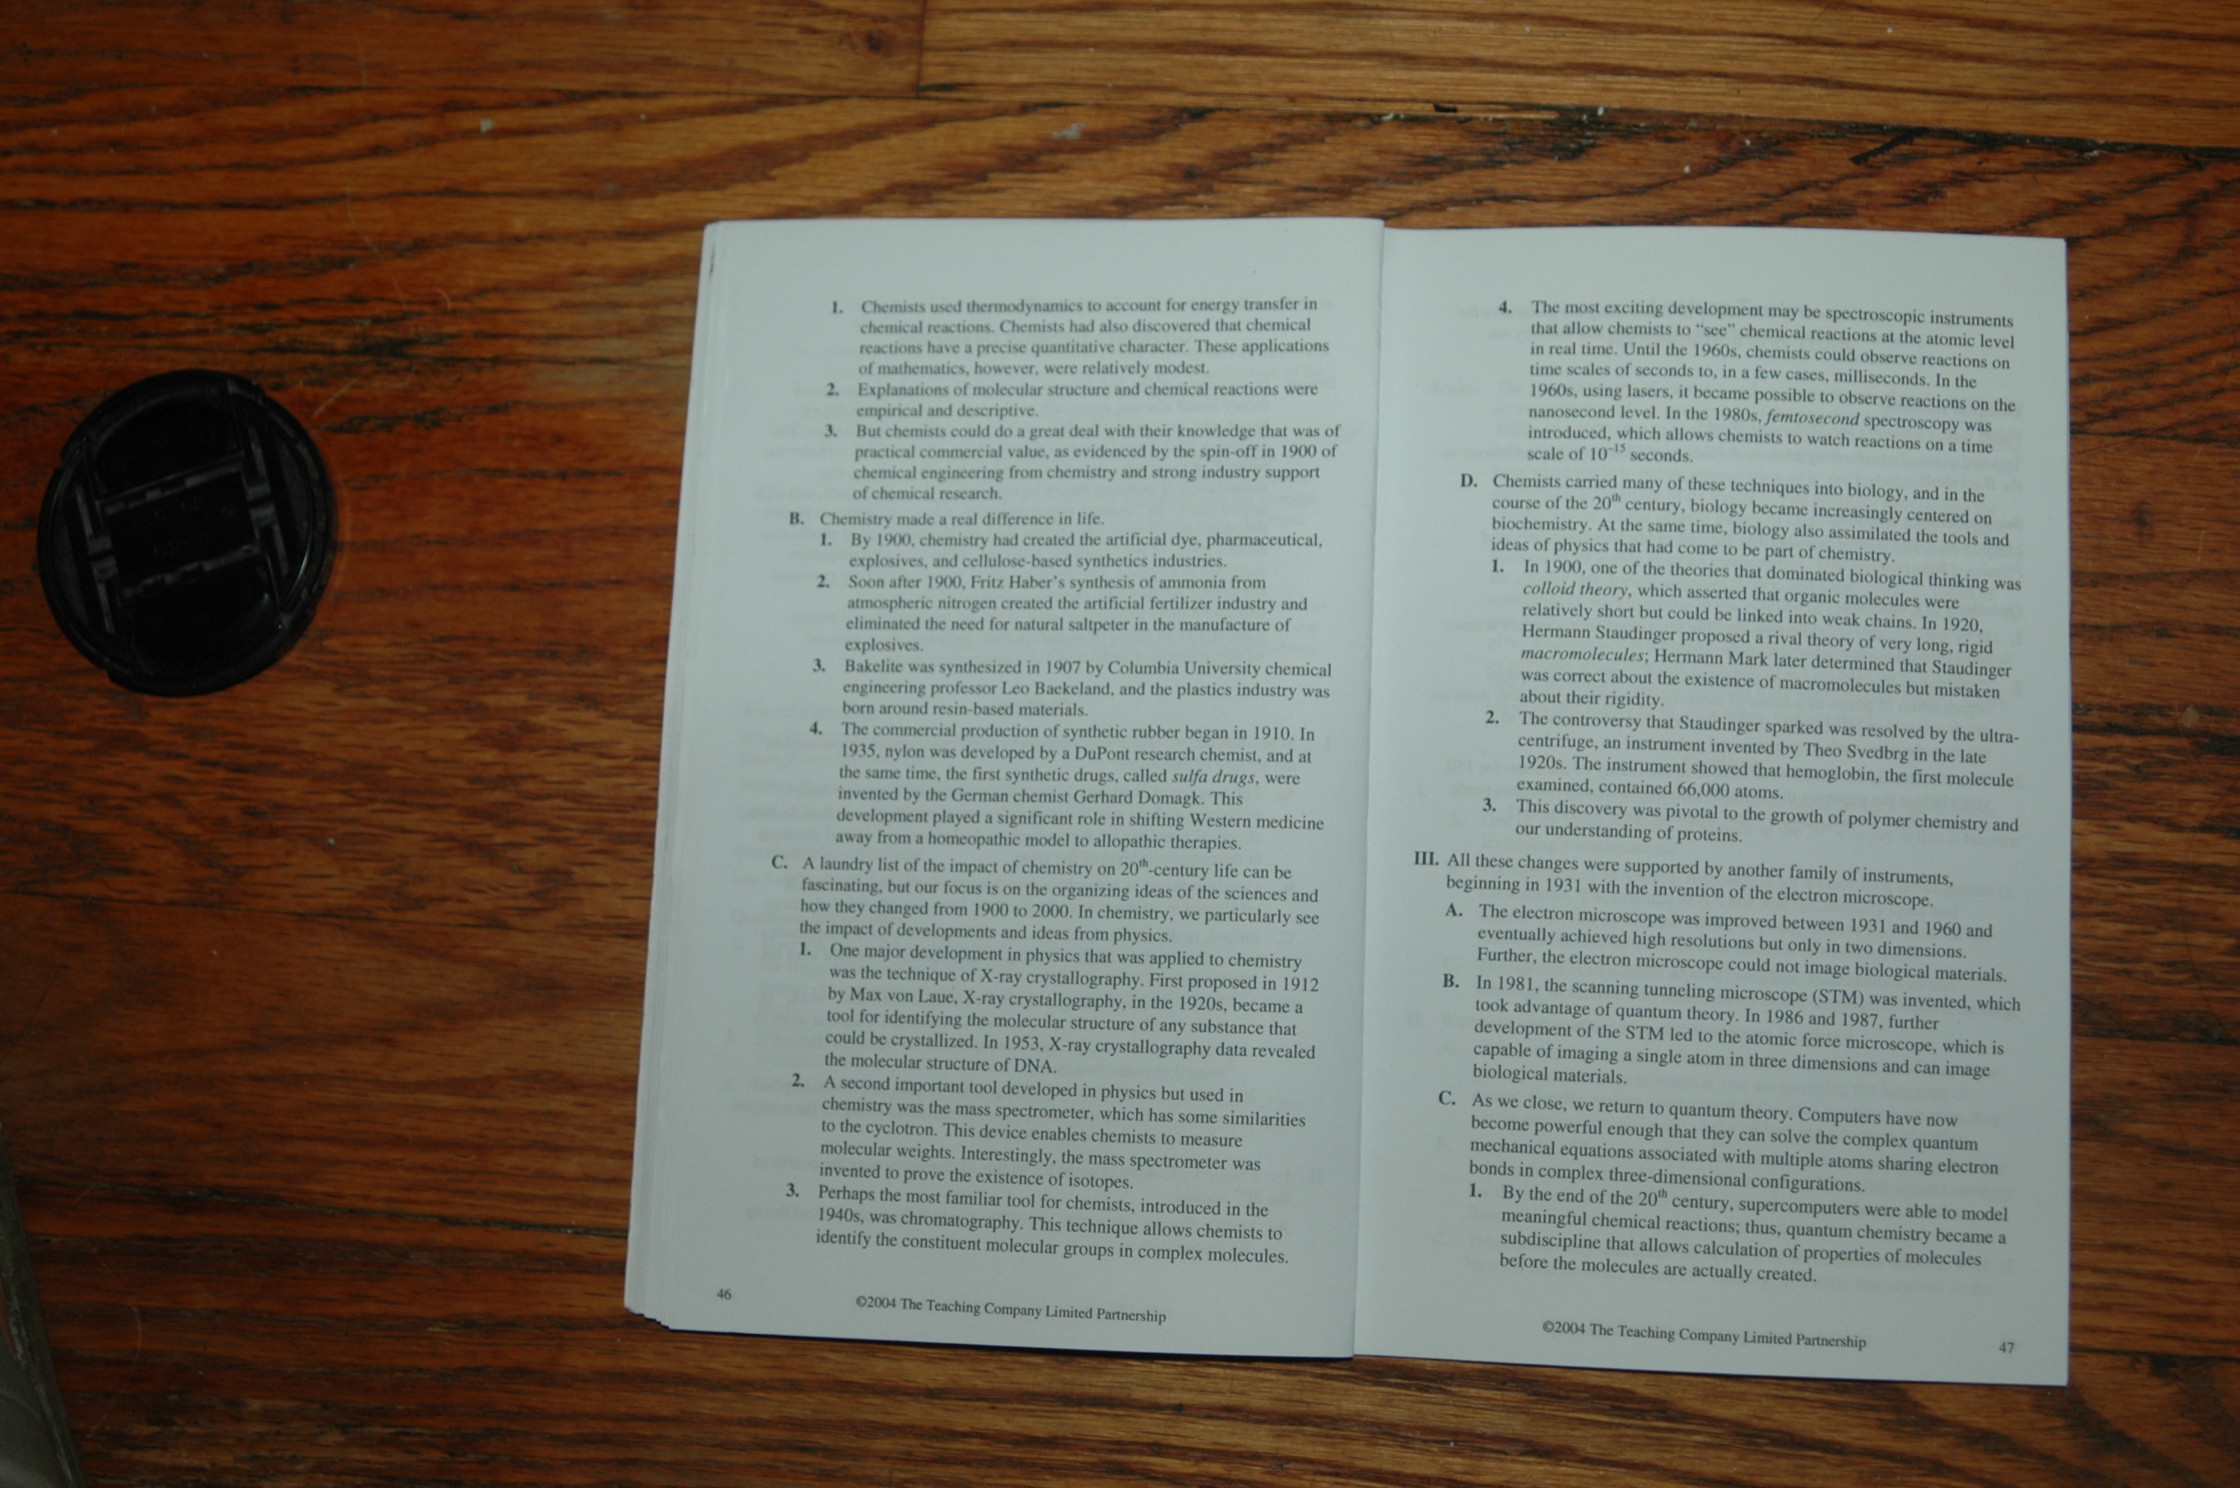 1. Chemists used thermodynamics to account for energy transfer in
chemical reactions. Chemists had also discovered that chemical
reactions have a precise quantitative character. These applications
of mathematics, however, were relatively modest.
2. Explanations of molecular structure and chemical reactions were
empirical and descriptive.
3. But chemists could do a great deal with their knowledge that was of
practical commercial value, as evidenced by the spin-off in 1900 of
chemical engineering from chemistry and strong industry support
of chemical research.
B. Chemistry made a real difference in life.
1. By 1900, chemistry had created the artificial dye, pharmaceutical,
explosives, and cellulose-based synthetics industries.
2. Soon after 1900, Fritz Haber's synthesis of ammonia from
atmospheric nitrogen created the artificial fertilizer industry and
eliminated the need for natural saltpeter in the manufacture of
explosives.
3. Bakelite was synthesized in 1907 by Columbia University chemical
engineering professor Leo Baekeland, and the plastics industry was
born around resin-based materials.
4. The commercial production of synthetic rubber began in 1910. In
1935, nylon was developed by a DuPont research chemist, and at
the same time, the first synthetic drugs, called sulfa drugs, were
invented by the German chemist Gerhard Domagk. This
development played a significant role in shifting Western medicine
away from a homeopathic model to allopathic therapies.
C. A laundry list of the impact of chemistry on 20th-century life can be
fascinating, but our focus is on the organizing ideas of the sciences and
how they changed from 1900 to 2000. In chemistry, we particularly see
the impact of developments and ideas from physics.
1. One major development in physics that was applied to chemistry
was the technique of X-ray crystallography. First proposed in 1912
by Max von Laue, X-ray crystallography, in the 1920s, became a
tool for identifying the molecular structure of any substance that
could be crystallized. In 1953, X-ray crystallography data revealed
the molecular structure of DNA.
2. A second important tool developed in physics but used in
chemistry was the mass spectrometer, which has some similarities
to the cyclotron. This device enables chemists to measure
molecular weights. Interestingly, the mass spectrometer was
invented to prove the existence of isotopes.
3. Perhaps the most familiar tool for chemists, introduced in the
1940s, was chromatography. This technique allows chemists to
identify the constituent molecular groups in complex molecules.
46 ©2004 The Teaching Company Limited Partnership
4. The most exciting development may be spectroscopic instruments
that allow chemists to "see" chemical reactions at the atomic level
in real time. Until the 1960s, chemists could observe reactions on
time scales of seconds to, in a few cases, milliseconds. In the
1960s, using lasers, it became possible to observe reactions on the
nanosecond level. In the 1980s, femtosecond spectroscopy was
introduced, which allows chemists to watch reactions on a time
scale of 10⁻¹⁵ seconds.
D. Chemists carried many of these techniques into biology, and in the
course of the 20th century, biology became increasingly centered on
biochemistry. At the same time, biology also assimilated the tools and
ideas of physics that had come to be part of chemistry.
1. In 1900, one of the theories that dominated biological thinking was
colloid theory, which asserted that organic molecules were
relatively short but could be linked into weak chains. In 1920,
Hermann Staudinger proposed a rival theory of very long, rigid
macromolecules; Hermann Mark later determined that Staudinger
was correct about the existence of macromolecules but mistaken
about their rigidity.
2. The controversy that Staudinger sparked was resolved by the ultra-
centrifuge, an instrument invented by Theo Svedbrg in the late
1920s. The instrument showed that hemoglobin, the first molecule
examined, contained 66,000 atoms.
3. This discovery was pivotal to the growth of polymer chemistry and
our understanding of proteins.
III. All these changes were supported by another family of instruments,
beginning in 1931 with the invention of the electron microscope.
A. The electron microscope was improved between 1931 and 1960 and
eventually achieved high resolutions but only in two dimensions.
Further, the electron microscope could not image biological materials.
B. In 1981, the scanning tunneling microscope (STM) was invented, which
took advantage of quantum theory. In 1986 and 1987, further
development of the STM led to the atomic force microscope, which is
capable of imaging a single atom in three dimensions and can image
biological materials.
C. As we close, we return to quantum theory. Computers have now
become powerful enough that they can solve the complex quantum
mechanical equations associated with multiple atoms sharing electron
bonds in complex three-dimensional configurations.
1. By the end of the 20th century, supercomputers were able to model
meaningful chemical reactions; thus, quantum chemistry became a
subdiscipline that allows calculation of properties of molecules
before the molecules are actually created.
©2004 The Teaching Company Limited Partnership 47